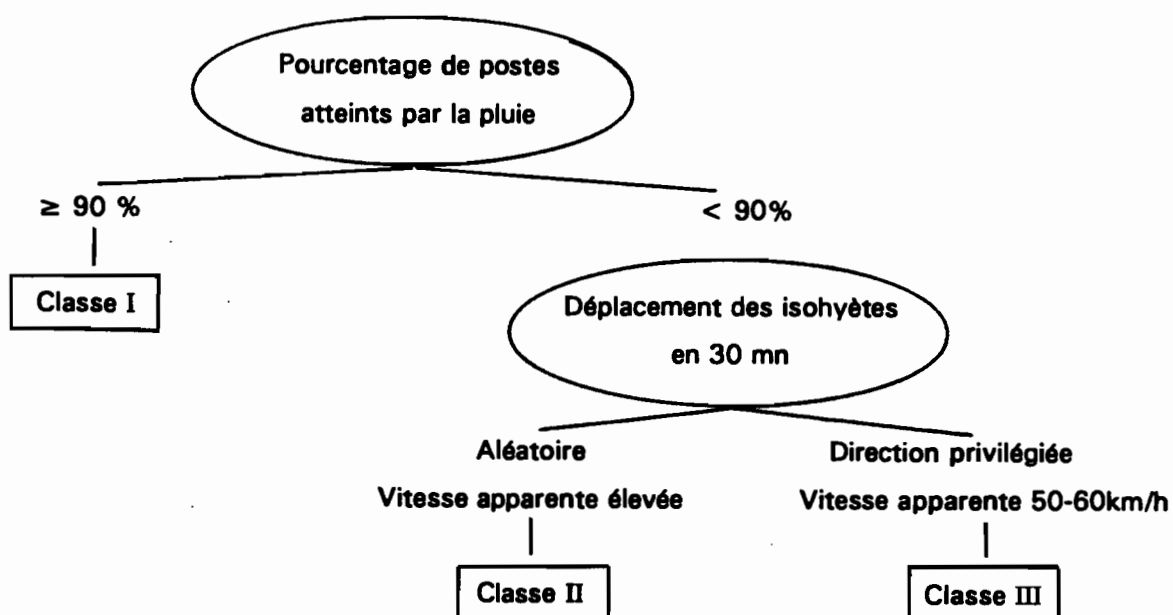 Pourcentage de postes
atteints par la pluie
≥ 90 %
< 90%
Classe I
Déplacement des isohyètes
en 30 mn
Aléatoire
Direction privilégiée
Vitesse apparente élevée
Vitesse apparente 50-60km/h
Classe II
Classe III